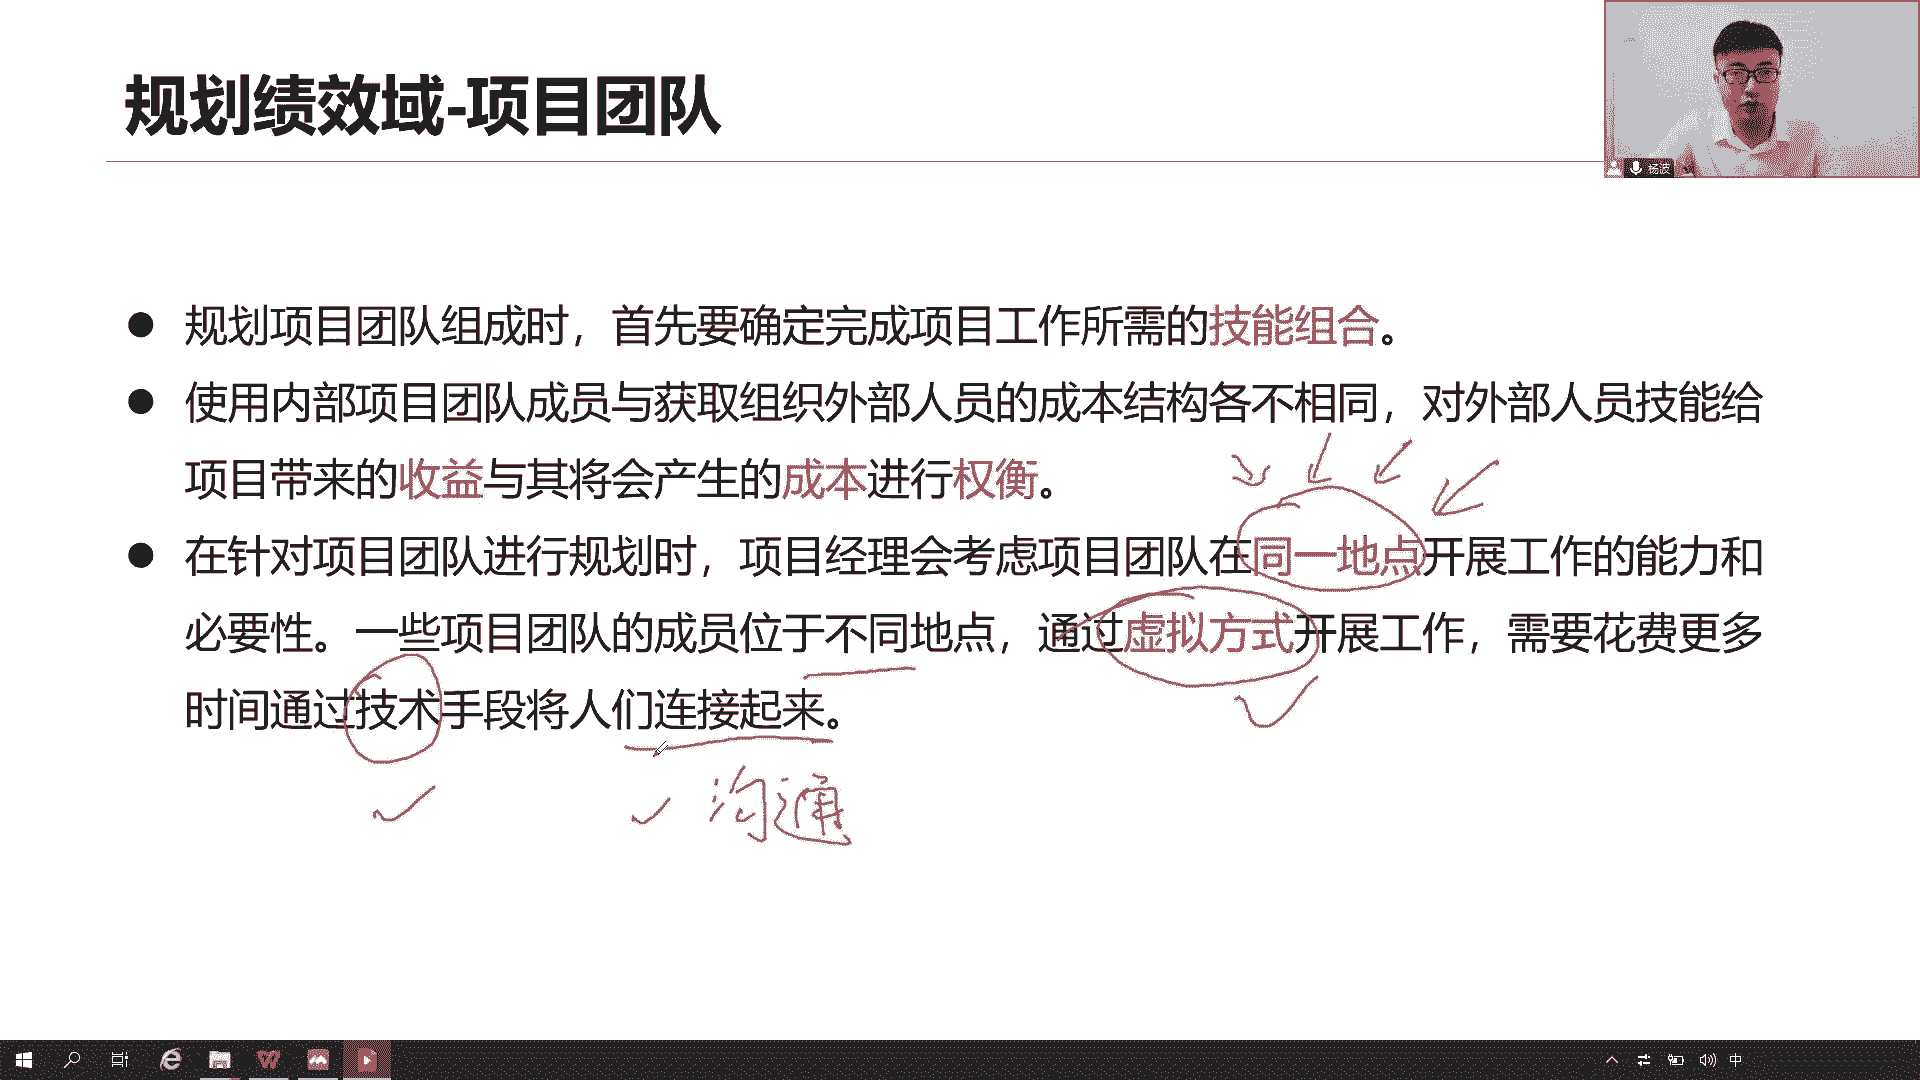 规划绩效域-项目团队
杨波
规划项目团队组成时，首先要确定完成项目工作所需的技能组合。
使用内部项目团队成员与获取组织外部人员的成本结构各不相同，对外部人员技能给
项目带来的收益与其将会产生的成本进行权衡。
在针对项目团队进行规划时，项目经理会考虑项目团队在同一地点开展工作的能力和
必要性。一些项目团队的成员位于不同地点，通过虚拟方式开展工作，需要花费更多
时间通过技术手段将人们连接起来。
沟通
中